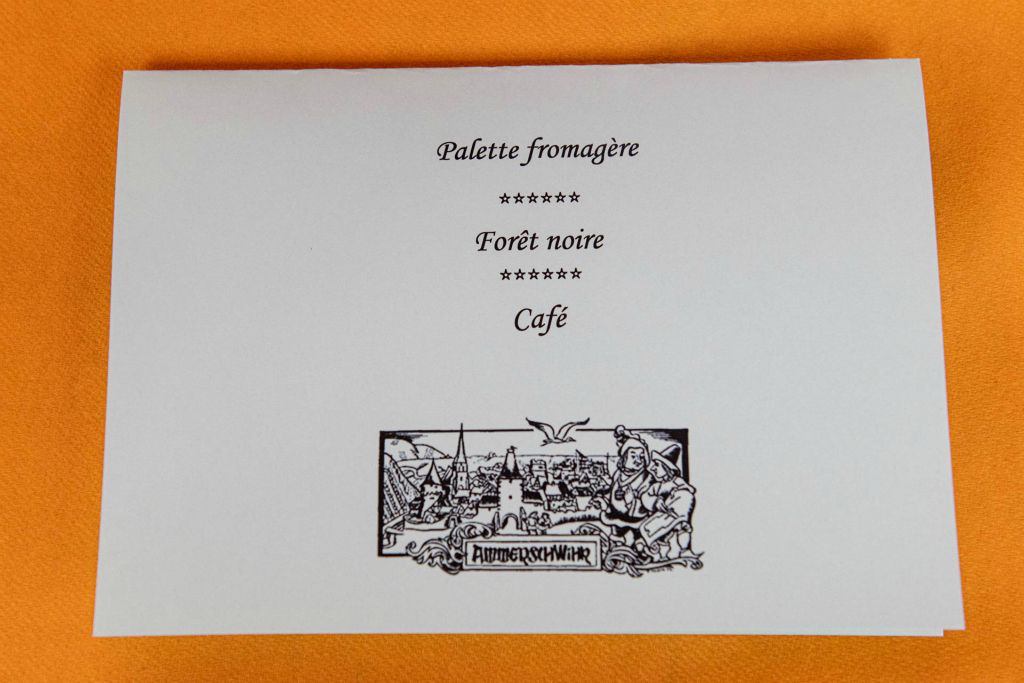 Palette fromagère
☆☆☆☆☆☆
Forêt noire
☆☆☆☆☆☆
Café
AMMERSCHWIHR